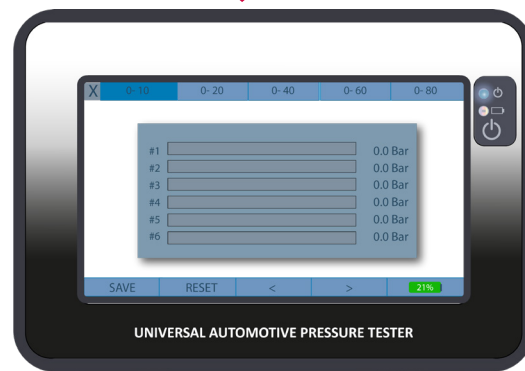 X 0-10 0-20 0-40 0-60 0-80
#1 0.0 Bar
#2 0.0 Bar
#3 0.0 Bar
#4 0.0 Bar
#5 0.0 Bar
#6 0.0 Bar
SAVE RESET < > 21%
UNIVERSAL AUTOMOTIVE PRESSURE TESTER